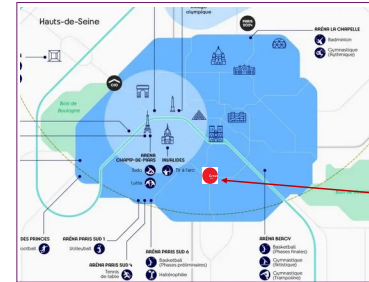 olympique
Hauts-de-Seine
PARIS
2024
ARÉNA LA CHAPELLE
Badminton
Gymnastique
(Rythmique)
Bois de
Boulogne
ARENA
CHAMP-DE-MARS
INVALIDES
Judo
Tir à l'arc
Lutte
DES PRINCES
ARÉNA PARIS SUD 1
Volleyball
ARÉNA PARIS SUD 6
Basketball
(Phases préliminaires)
Haltérophilie
ARÉNA PARIS SUD 4
Tennis
de table
ARÉNA BERCY
Basketball
(Phases finales)
Gymnastique
(Artistique)
Gymnastique
(Trampoline)